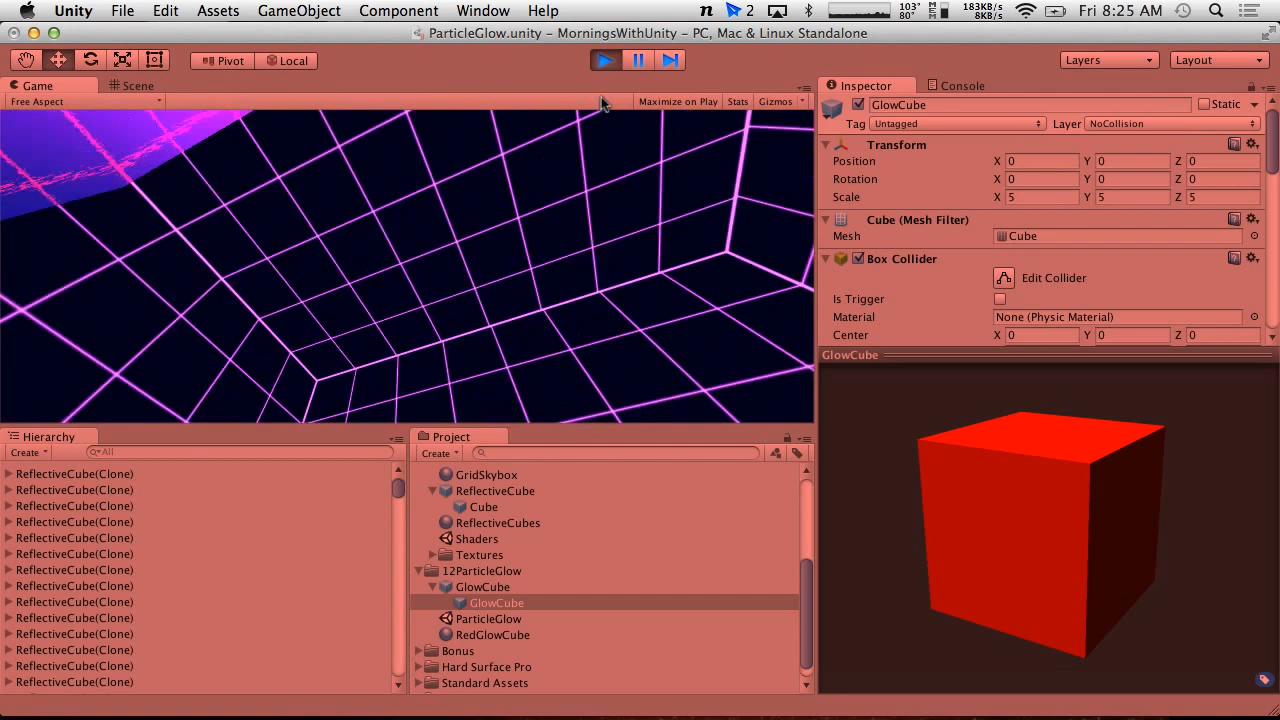 Unity File Edit Assets GameObject Component Window Help 2 103° 80° MEM 183KB/s 8KB/s Fri 8:25 AM
ParticleGlow.unity – MorningsWithUnity – PC, Mac & Linux Standalone
Pivot Local Layers Layout
Game Scene
Free Aspect Maximize on Play Stats Gizmos
Inspector Console
GlowCube Static
Tag Untagged Layer NoCollision
Transform
Position X 0 Y 0 Z 0
Rotation X 0 Y 0 Z 0
Scale X 5 Y 5 Z 5
Cube (Mesh Filter)
Mesh Cube
Box Collider
Edit Collider
Is Trigger
Material None (Physic Material)
Center X 0 Y 0 Z 0
GlowCube
Hierarchy
Create All
ReflectiveCube(Clone)
ReflectiveCube(Clone)
ReflectiveCube(Clone)
ReflectiveCube(Clone)
ReflectiveCube(Clone)
ReflectiveCube(Clone)
ReflectiveCube(Clone)
ReflectiveCube(Clone)
ReflectiveCube(Clone)
ReflectiveCube(Clone)
ReflectiveCube(Clone)
ReflectiveCube(Clone)
ReflectiveCube(Clone)
ReflectiveCube(Clone)
Project
Create
GridSkybox
ReflectiveCube
Cube
ReflectiveCubes
Shaders
Textures
12ParticleGlow
GlowCube
GlowCube
ParticleGlow
RedGlowCube
Bonus
Hard Surface Pro
Standard Assets